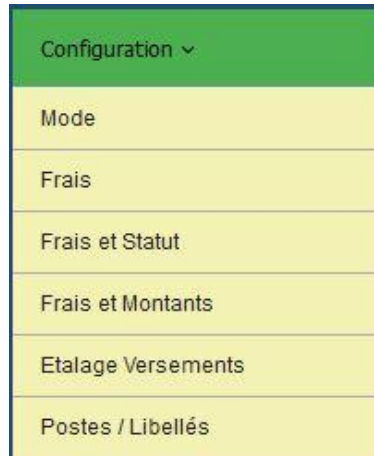 Configuration
Mode
Frais
Frais et Statut
Frais et Montants
Etalage Versements
Postes / Libellés